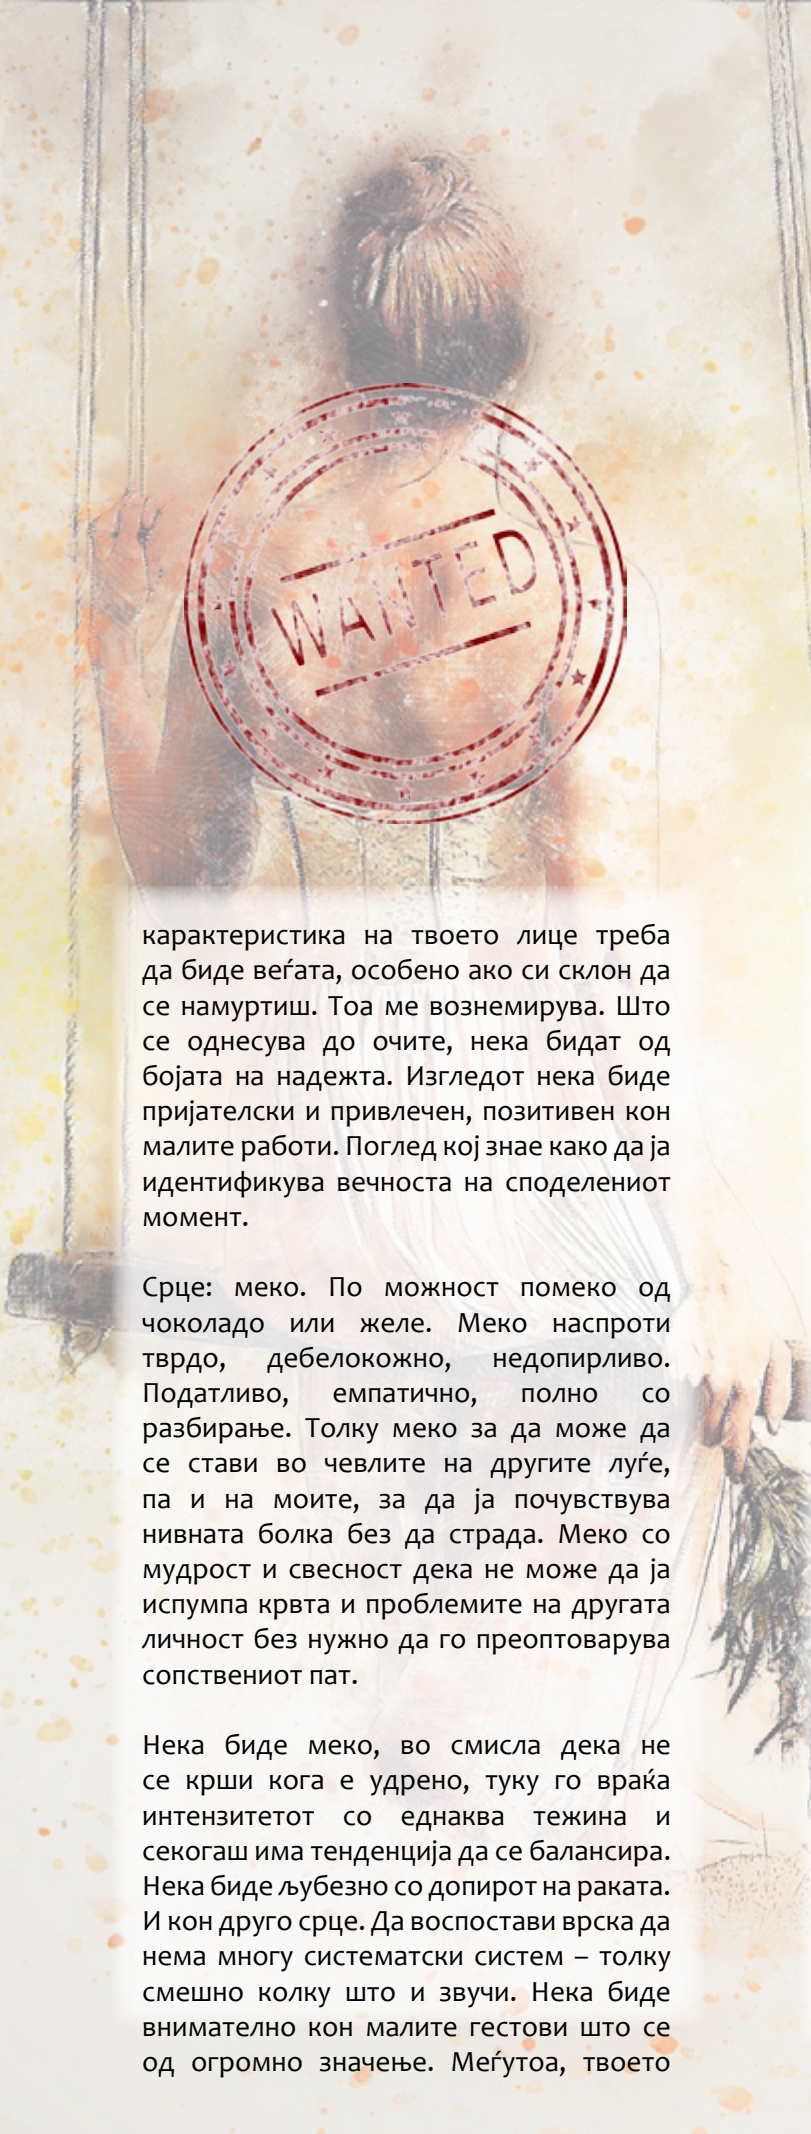 WANTED
карактеристика на твоето лице треба
да биде веѓата, особено ако си склон да
се намуртиш. Тоа ме вознемирува. Што
се однесува до очите, нека бидат од
бојата на надежта. Изгледот нека биде
пријателски и привлечен, позитивен кон
малите работи. Поглед кој знае како да ја
идентификува вечноста на споделениот
момент.
Срце: меко. По можност помеко од
чоколадо или желе. Меко наспроти
тврдо, дебелокожно, недопирливо.
Податливо, емпатично, полно со
разбирање. Толку меко за да може да
се стави во чевлите на другите луѓе,
па и на моите, за да ја почувствува
нивната болка без да страда. Меко со
мудрост и свесност дека не може да ја
испумпа крвта и проблемите на другата
личност без нужно да го преоптоварува
сопствениот пат.
Нека биде меко, во смисла дека не
се крши кога е удрено, туку го враќа
интензитетот со еднаква тежина и
секогаш има тенденција да се балансира.
Нека биде љубезно со допирот на раката.
И кон друго срце. Да воспостави врска да
нема многу систематски систем – толку
смешно колку што и звучи. Нека биде
внимателно кон малите гестови што се
од огромно значење. Меѓутоа, твоето